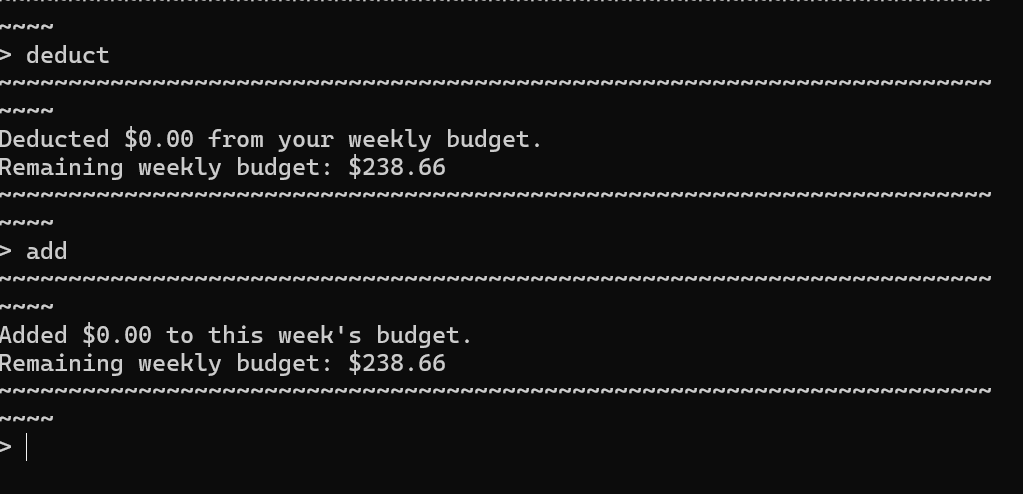 ~~~~
> deduct
~~~~~~~~~~~~~~~~~~~~~~~~~~~~~~~~~~~~~~~~~~~~~~~~~~~~~~~~~~~~~~~~~~~~~~~
~~~~
Deducted $0.00 from your weekly budget.
Remaining weekly budget: $238.66
~~~~~~~~~~~~~~~~~~~~~~~~~~~~~~~~~~~~~~~~~~~~~~~~~~~~~~~~~~~~~~~~~~~~~~~
~~~~
> add
~~~~~~~~~~~~~~~~~~~~~~~~~~~~~~~~~~~~~~~~~~~~~~~~~~~~~~~~~~~~~~~~~~~~~~~
~~~~
Added $0.00 to this week's budget.
Remaining weekly budget: $238.66
~~~~~~~~~~~~~~~~~~~~~~~~~~~~~~~~~~~~~~~~~~~~~~~~~~~~~~~~~~~~~~~~~~~~~~~
~~~~
>